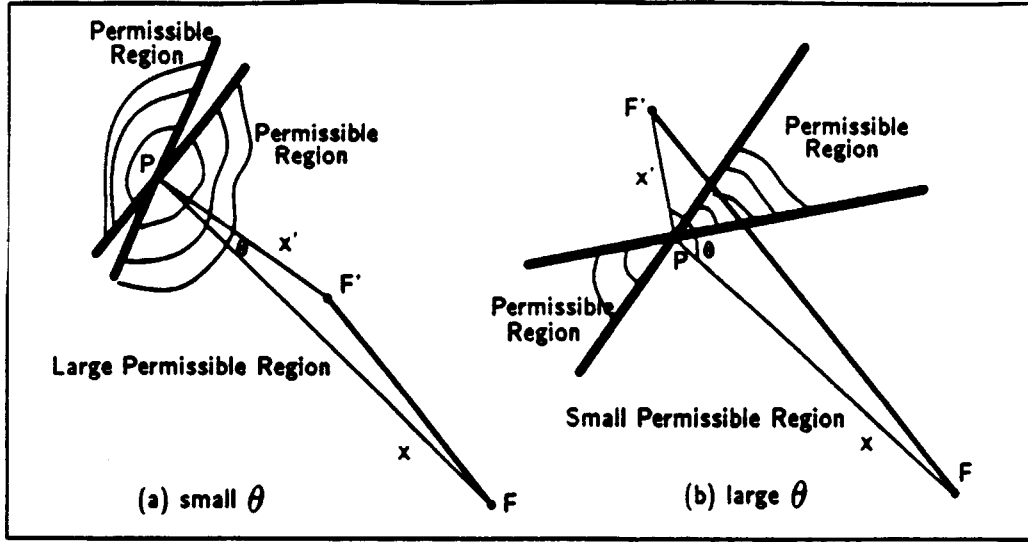 Permissible
Region
Permissible
Region
P
θ
x'
F'
Large Permissible Region
x
F
(a) small θ
F'
Permissible
Region
x'
P
θ
Permissible
Region
Small Permissible Region
x
F
(b) large θ